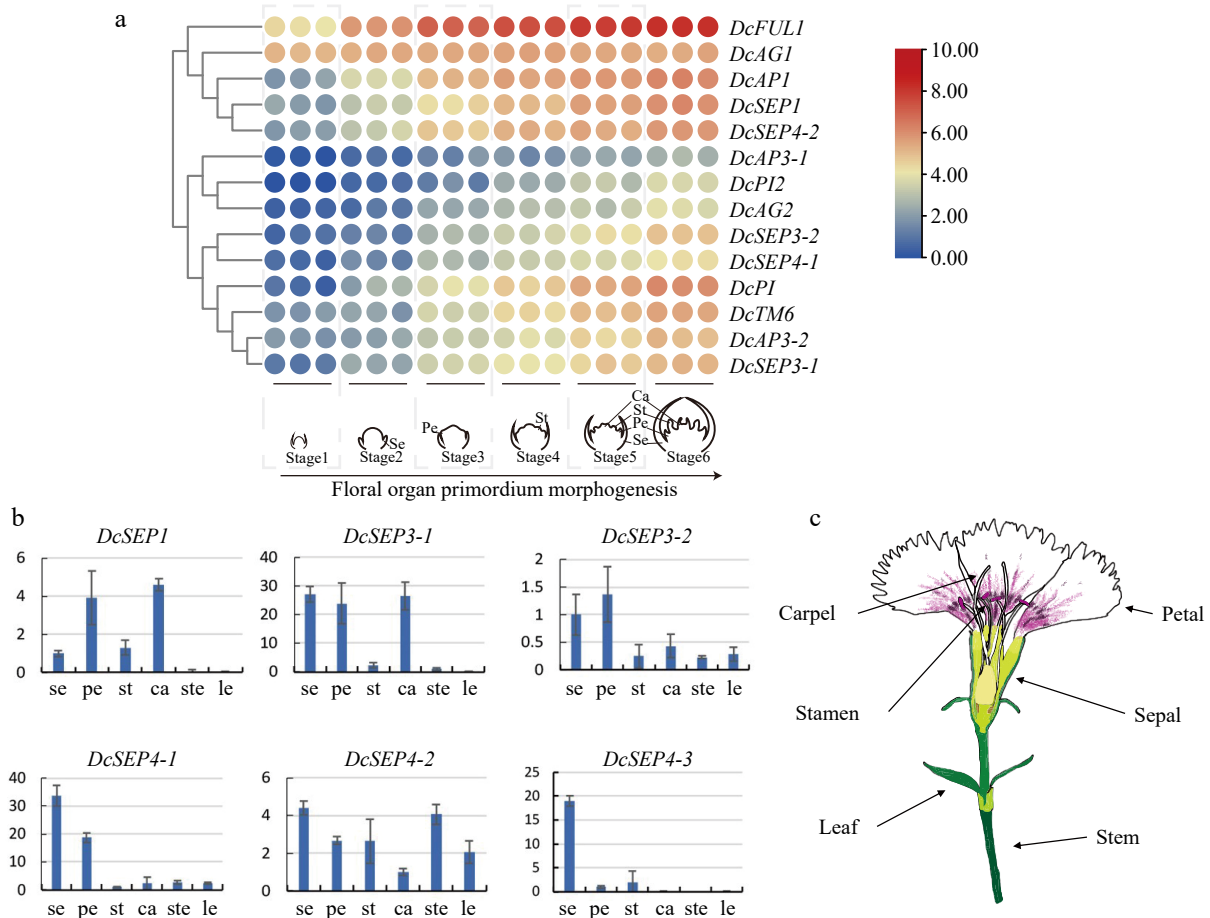 a
DcFUL1
DcAG1
DcAP1
DcSEP1
DcSEP4-2
DcAP3-1
DcPI2
DcAG2
DcSEP3-2
DcSEP4-1
DcPI
DcTM6
DcAP3-2
DcSEP3-1
10.00
8.00
6.00
4.00
2.00
0.00
Ca
St
Pe
Se
St
Pe
Se
Stage1 Stage2 Stage3 Stage4 Stage5 Stage6
Floral organ primordium morphogenesis
b
DcSEP1
6
4
2
0
se pe st ca ste le
DcSEP3-1
40
30
20
10
0
se pe st ca ste le
DcSEP3-2
2
1.5
1
0.5
0
se pe st ca ste le
DcSEP4-1
40
30
20
10
0
se pe st ca ste le
DcSEP4-2
6
4
2
0
se pe st ca ste le
DcSEP4-3
25
20
15
10
5
0
se pe st ca ste le
c
Carpel
Petal
Stamen
Sepal
Leaf
Stem